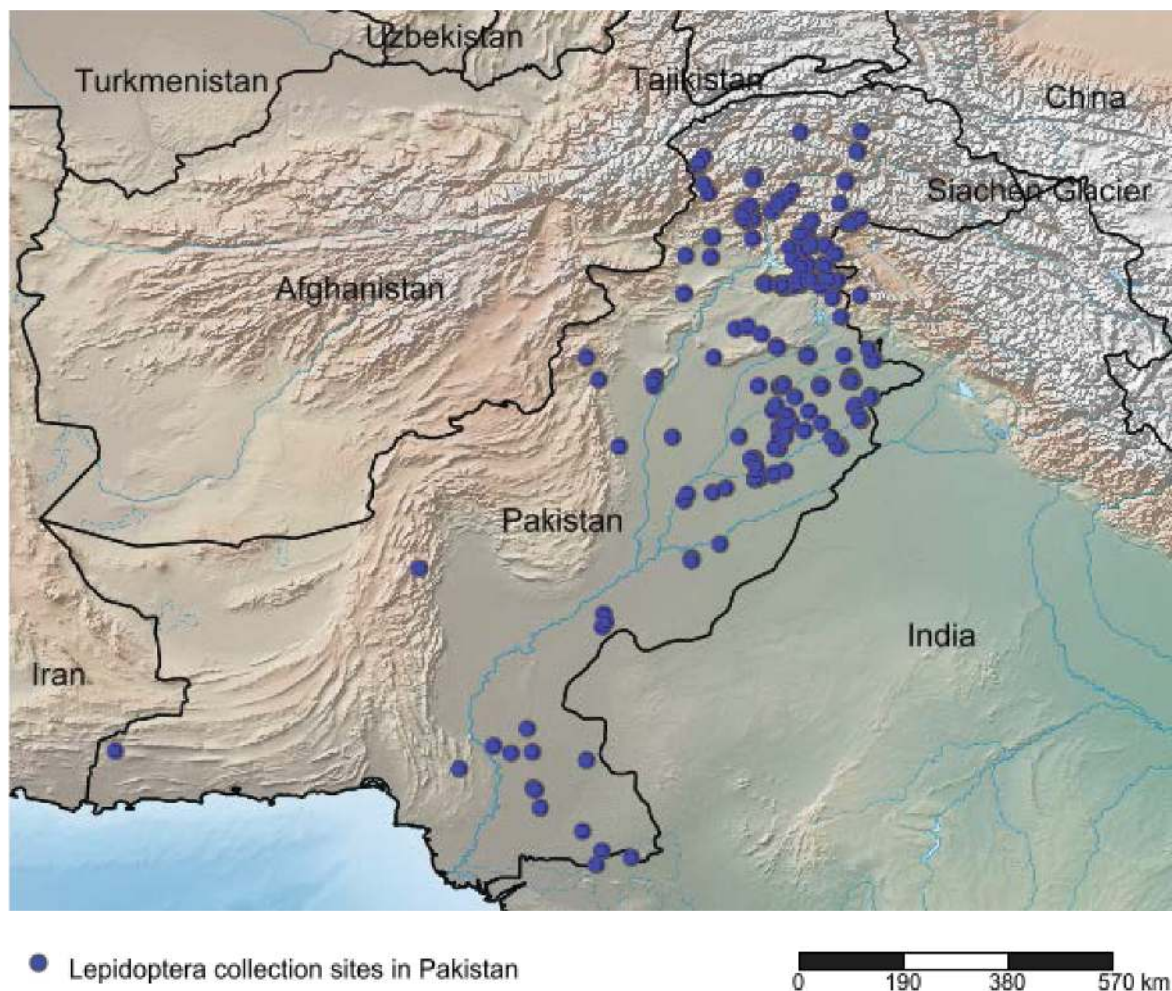 Uzbekistan
Turkmenistan
Tajikistan
China
Siachen Glacier
Afghanistan
Pakistan
India
Iran
Lepidoptera collection sites in Pakistan
0 190 380 570 km